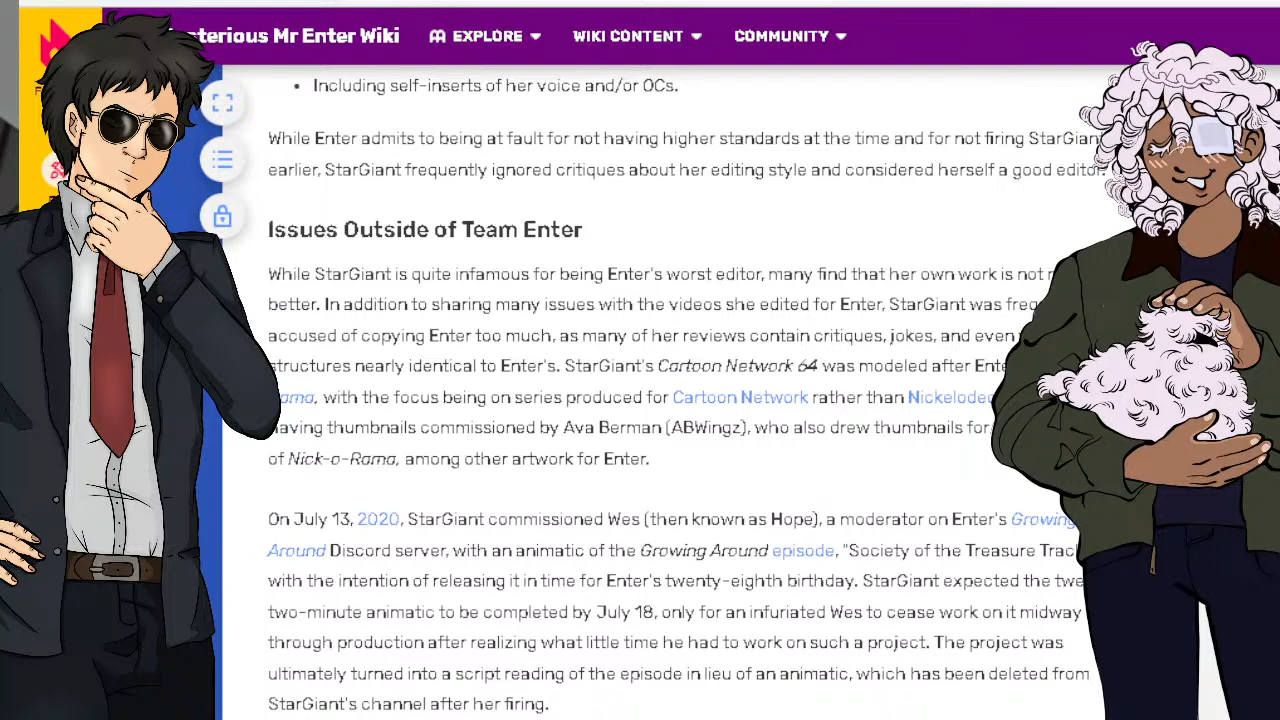 sterious Mr Enter Wiki EXPLORE WIKI CONTENT COMMUNITY
• Including self-inserts of her voice and/or OCs.
While Enter admits to being at fault for not having higher standards at the time and for not firing StarGiant
earlier, StarGiant frequently ignored critiques about her editing style and considered herself a good editor.
Issues Outside of Team Enter
While StarGiant is quite infamous for being Enter's worst editor, many find that her own work is not
better. In addition to sharing many issues with the videos she edited for Enter, StarGiant was
accused of copying Enter too much, as many of her reviews contain critiques, jokes, and even
structures nearly identical to Enter's. StarGiant's Cartoon Network 64 was modeled after
ama, with the focus being on series produced for Cartoon Network rather than
having thumbnails commissioned by Ava Berman (ABWingz), who also drew thumbnails for
of Nick-o-Rama, among other artwork for Enter.
On July 13, 2020, StarGiant commissioned Wes (then known as Hope), a moderator on Enter's Growing
Around Discord server, with an animatic of the Growing Around episode, "Society of the Treasure
with the intention of releasing it in time for Enter's twenty-eighth birthday. StarGiant expected the
two-minute animatic to be completed by July 18, only for an infuriated Wes to cease work on it midway
through production after realizing what little time he had to work on such a project. The project was
ultimately turned into a script reading of the episode in lieu of an animatic, which has been deleted from
StarGiant's channel after her firing.